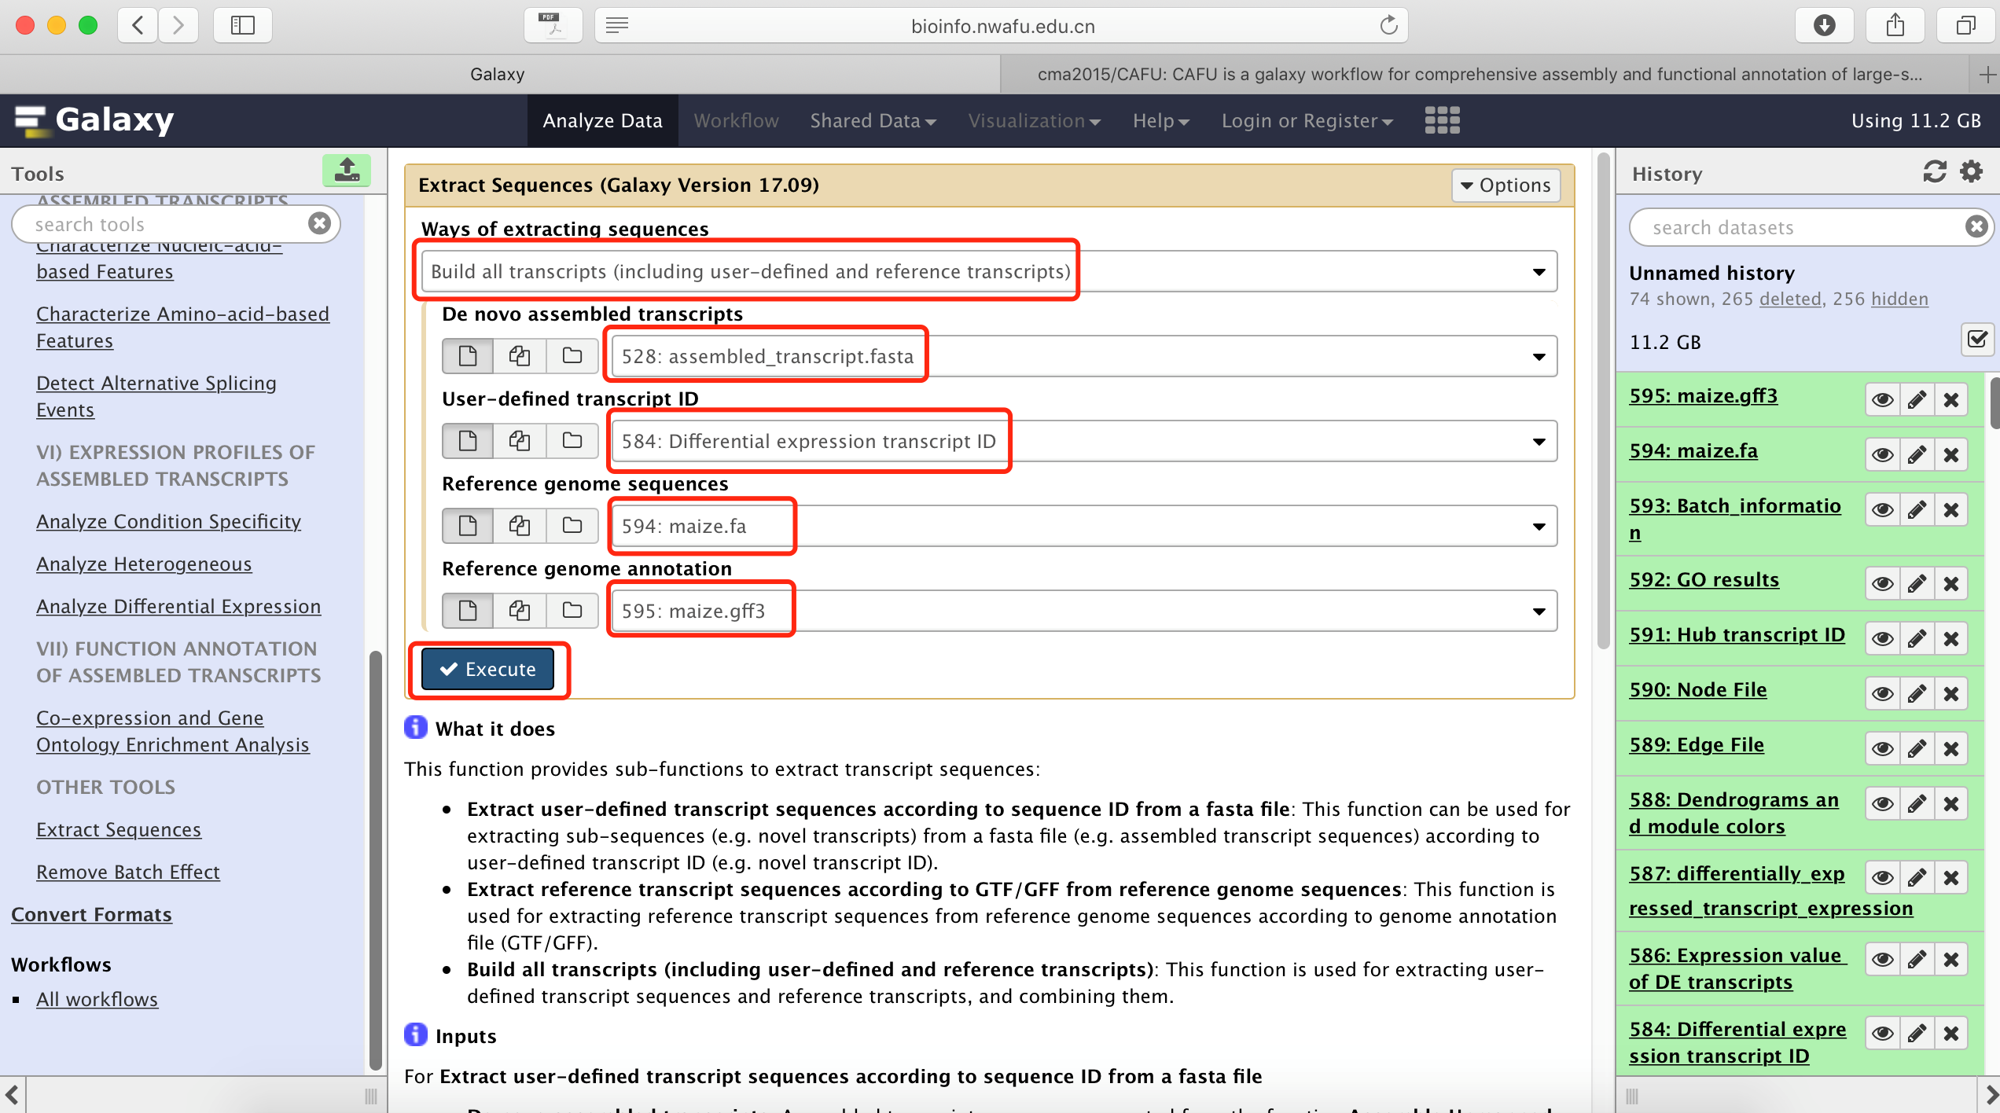 PDF
bioinfo.nwafu.edu.cn
Galaxy
cma2015/CAFU: CAFU is a galaxy workflow for comprehensive assembly and functional annotation of large-s...
Galaxy
Analyze Data
Workflow
Shared Data
Visualization
Help
Login or Register
Using 11.2 GB
Tools
ASSEMBLED TRANSCRIPTS
search tools
Characterize Nucleic-acid-
based Features
Characterize Amino-acid-based
Features
Detect Alternative Splicing
Events
VI) EXPRESSION PROFILES OF
ASSEMBLED TRANSCRIPTS
Analyze Condition Specificity
Analyze Heterogeneous
Analyze Differential Expression
VII) FUNCTION ANNOTATION
OF ASSEMBLED TRANSCRIPTS
Co-expression and Gene
Ontology Enrichment Analysis
OTHER TOOLS
Extract Sequences
Remove Batch Effect
Convert Formats
Workflows
All workflows
Extract Sequences (Galaxy Version 17.09)
Options
Ways of extracting sequences
Build all transcripts (including user-defined and reference transcripts)
De novo assembled transcripts
528: assembled_transcript.fasta
User-defined transcript ID
584: Differential expression transcript ID
Reference genome sequences
594: maize.fa
Reference genome annotation
595: maize.gff3
Execute
What it does
This function provides sub-functions to extract transcript sequences:
Extract user-defined transcript sequences according to sequence ID from a fasta file: This function can be used for
extracting sub-sequences (e.g. novel transcripts) from a fasta file (e.g. assembled transcript sequences) according to
user-defined transcript ID (e.g. novel transcript ID).
Extract reference transcript sequences according to GTF/GFF from reference genome sequences: This function is
used for extracting reference transcript sequences from reference genome sequences according to genome annotation
file (GTF/GFF).
Build all transcripts (including user-defined and reference transcripts): This function is used for extracting user-
defined transcript sequences and reference transcripts, and combining them.
Inputs
For Extract user-defined transcript sequences according to sequence ID from a fasta file
History
search datasets
Unnamed history
74 shown, 265 deleted, 256 hidden
11.2 GB
595: maize.gff3
594: maize.fa
593: Batch_informatio
n
592: GO results
591: Hub transcript ID
590: Node File
589: Edge File
588: Dendrograms an
d module colors
587: differentially_exp
ressed_transcript_expression
586: Expression value
of DE transcripts
584: Differential expre
ssion transcript ID